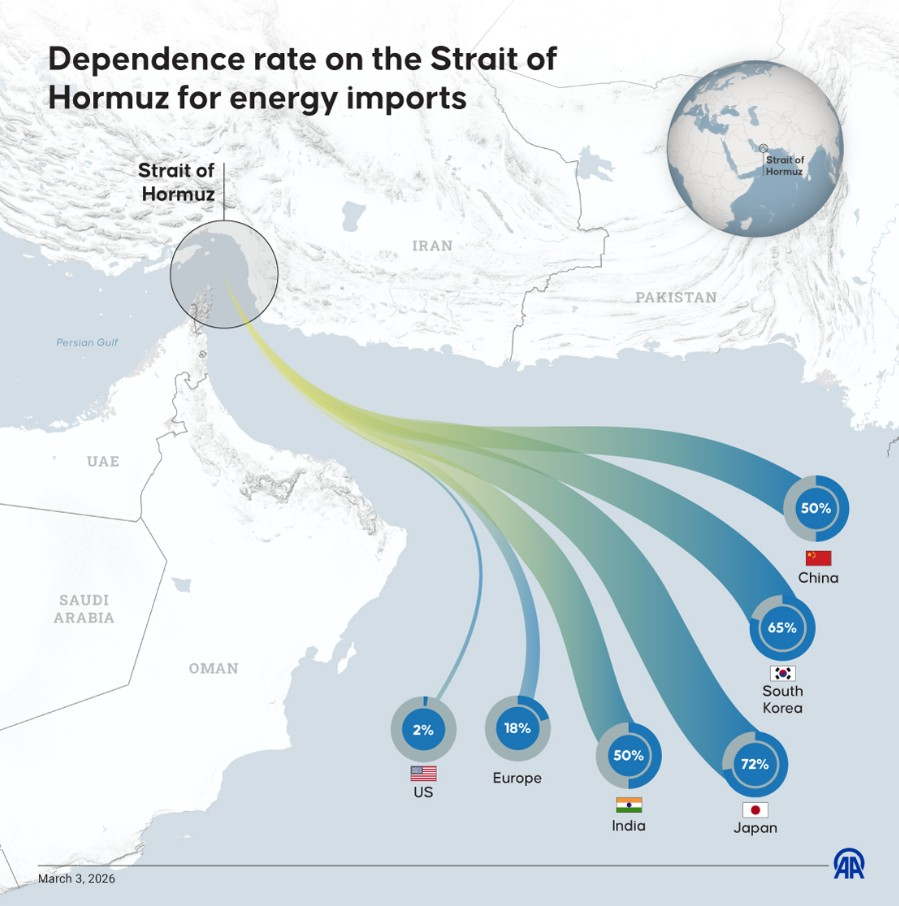 Dependence rate on the Strait of
Hormuz for energy imports
Strait of
Hormuz
Strait of
Hormuz
IRAN
PAKISTAN
Persian Gulf
UAE
SAUDI
ARABIA
OMAN
50%
China
65%
South
Korea
72%
Japan
50%
India
18%
Europe
2%
US
March 3, 2026
AA